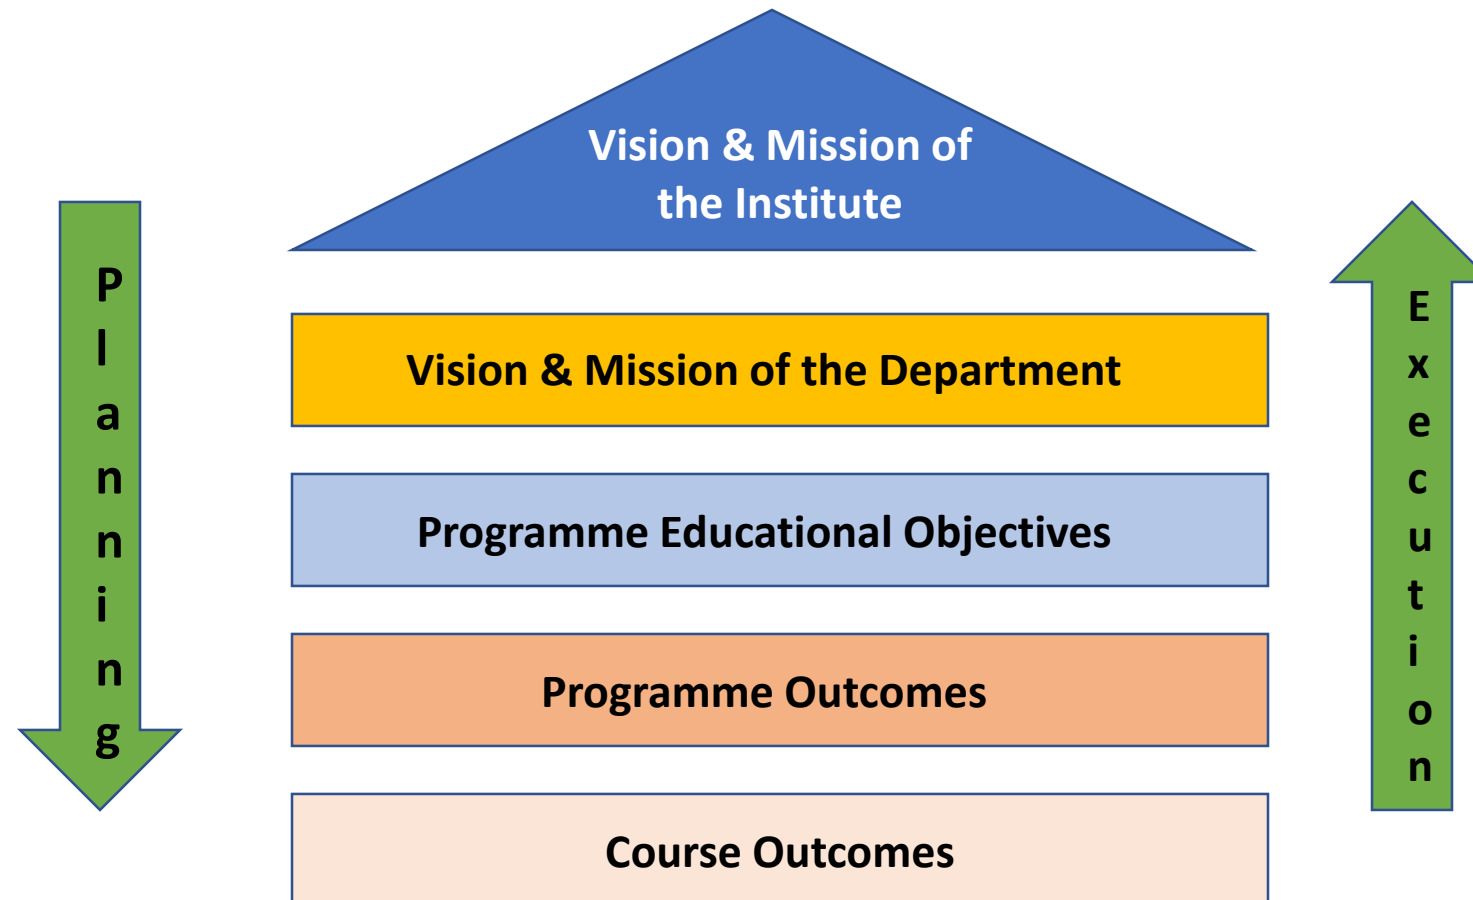 Vision & Mission of
the Institute
Planning
Execution
Vision & Mission of the Department
Programme Educational Objectives
Programme Outcomes
Course Outcomes